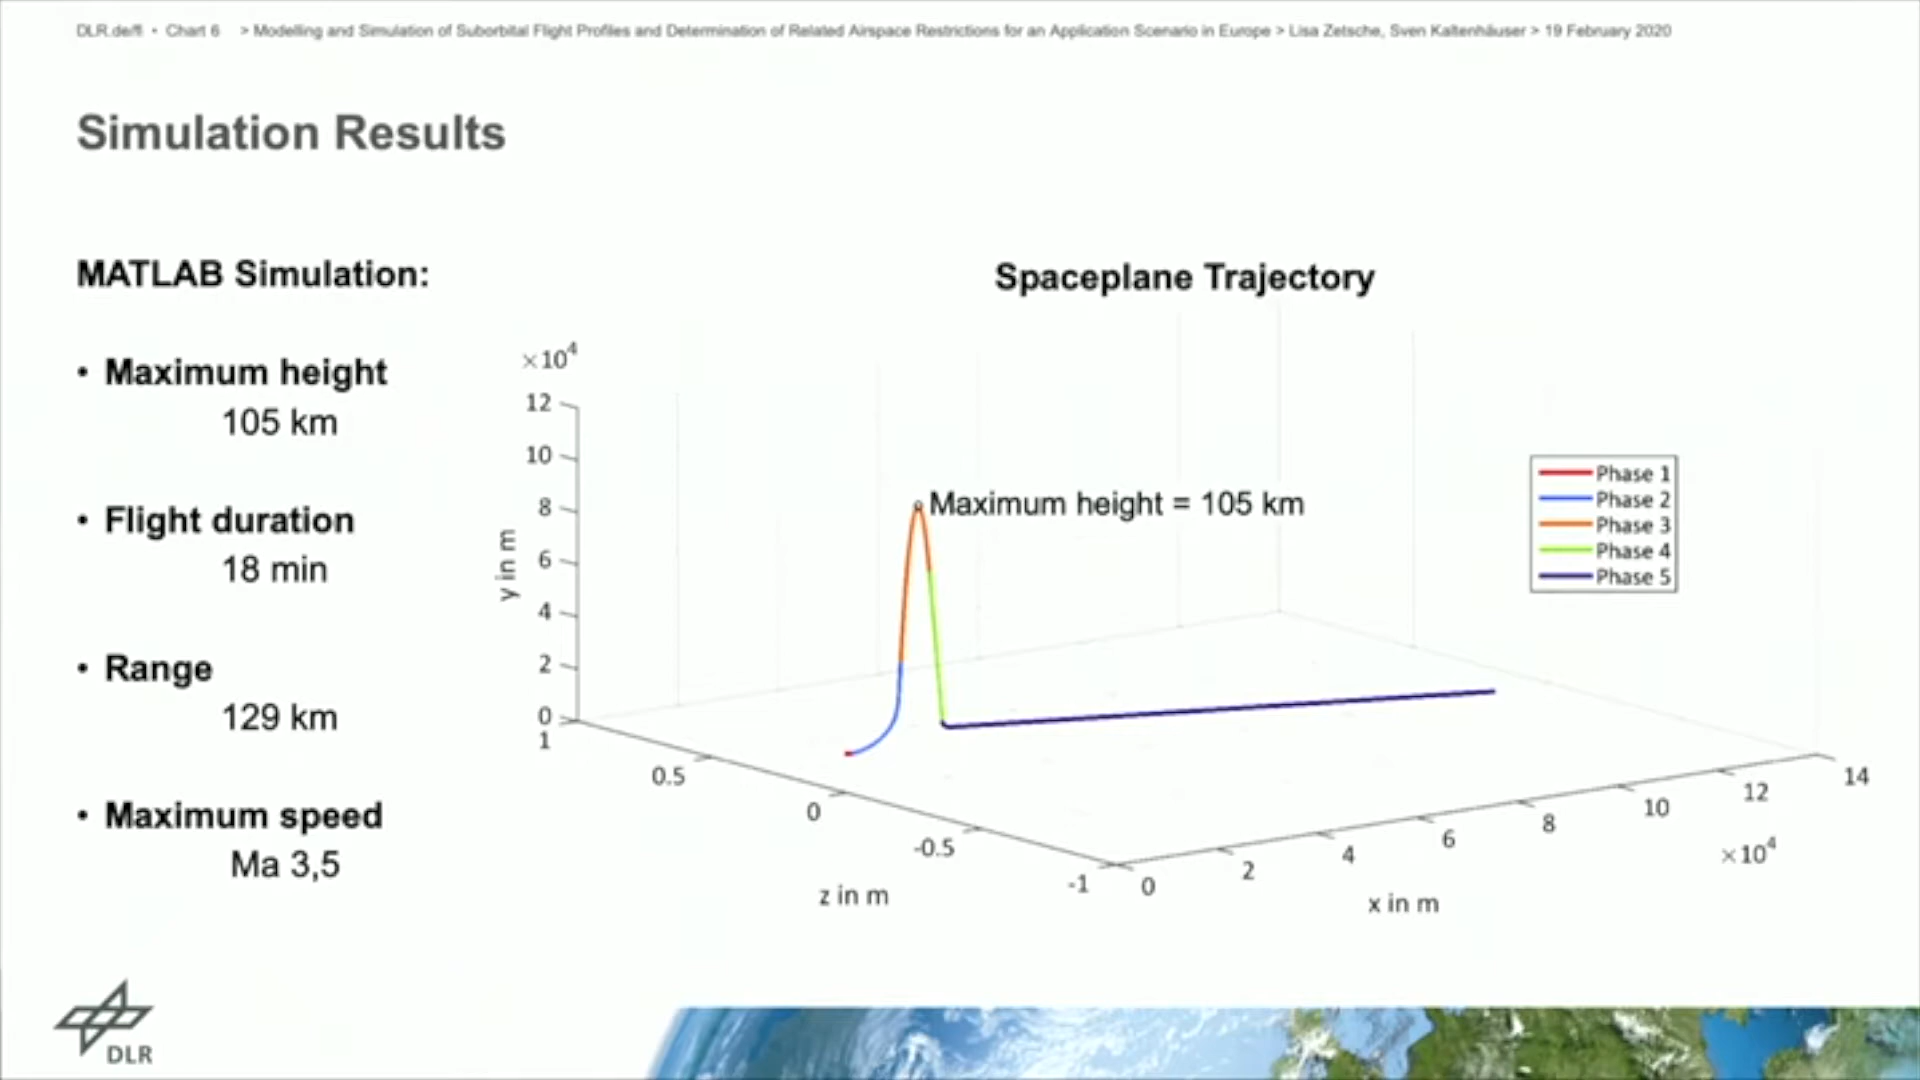 DLR.de/fl • Chart 6 > Modelling and Simulation of Suborbital Flight Profiles and Determination of Related Airspace Restrictions for an Application Scenario in Europe > Lisa Zetsche, Sven Kaltenhäuser > 19 February 2020
Simulation Results
MATLAB Simulation:
• Maximum height
105 km
• Flight duration
18 min
• Range
129 km
• Maximum speed
Ma 3,5
Spaceplane Trajectory
×10⁴
12
10
8
6
4
2
0
y in m
1
0.5
0
-0.5
-1
z in m
0
2
4
6
8
10
12
14
×10⁴
x in m
Maximum height = 105 km
Phase 1
Phase 2
Phase 3
Phase 4
Phase 5
DLR